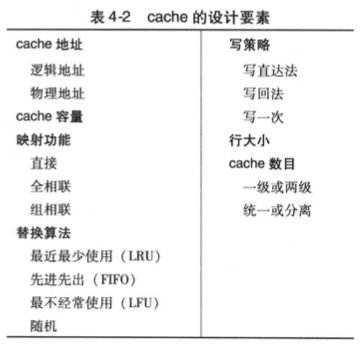 表 4-2 cache 的设计要素
cache 地址
逻辑地址
物理地址
cache 容量
映射功能
直接
全相联
组相联
替换算法
最近最少使用（LRU）
先进先出（FIFO）
最不经常使用（LFU）
随机
写策略
写直达法
写回法
写一次
行大小
cache 数目
一级或两级
统一或分离